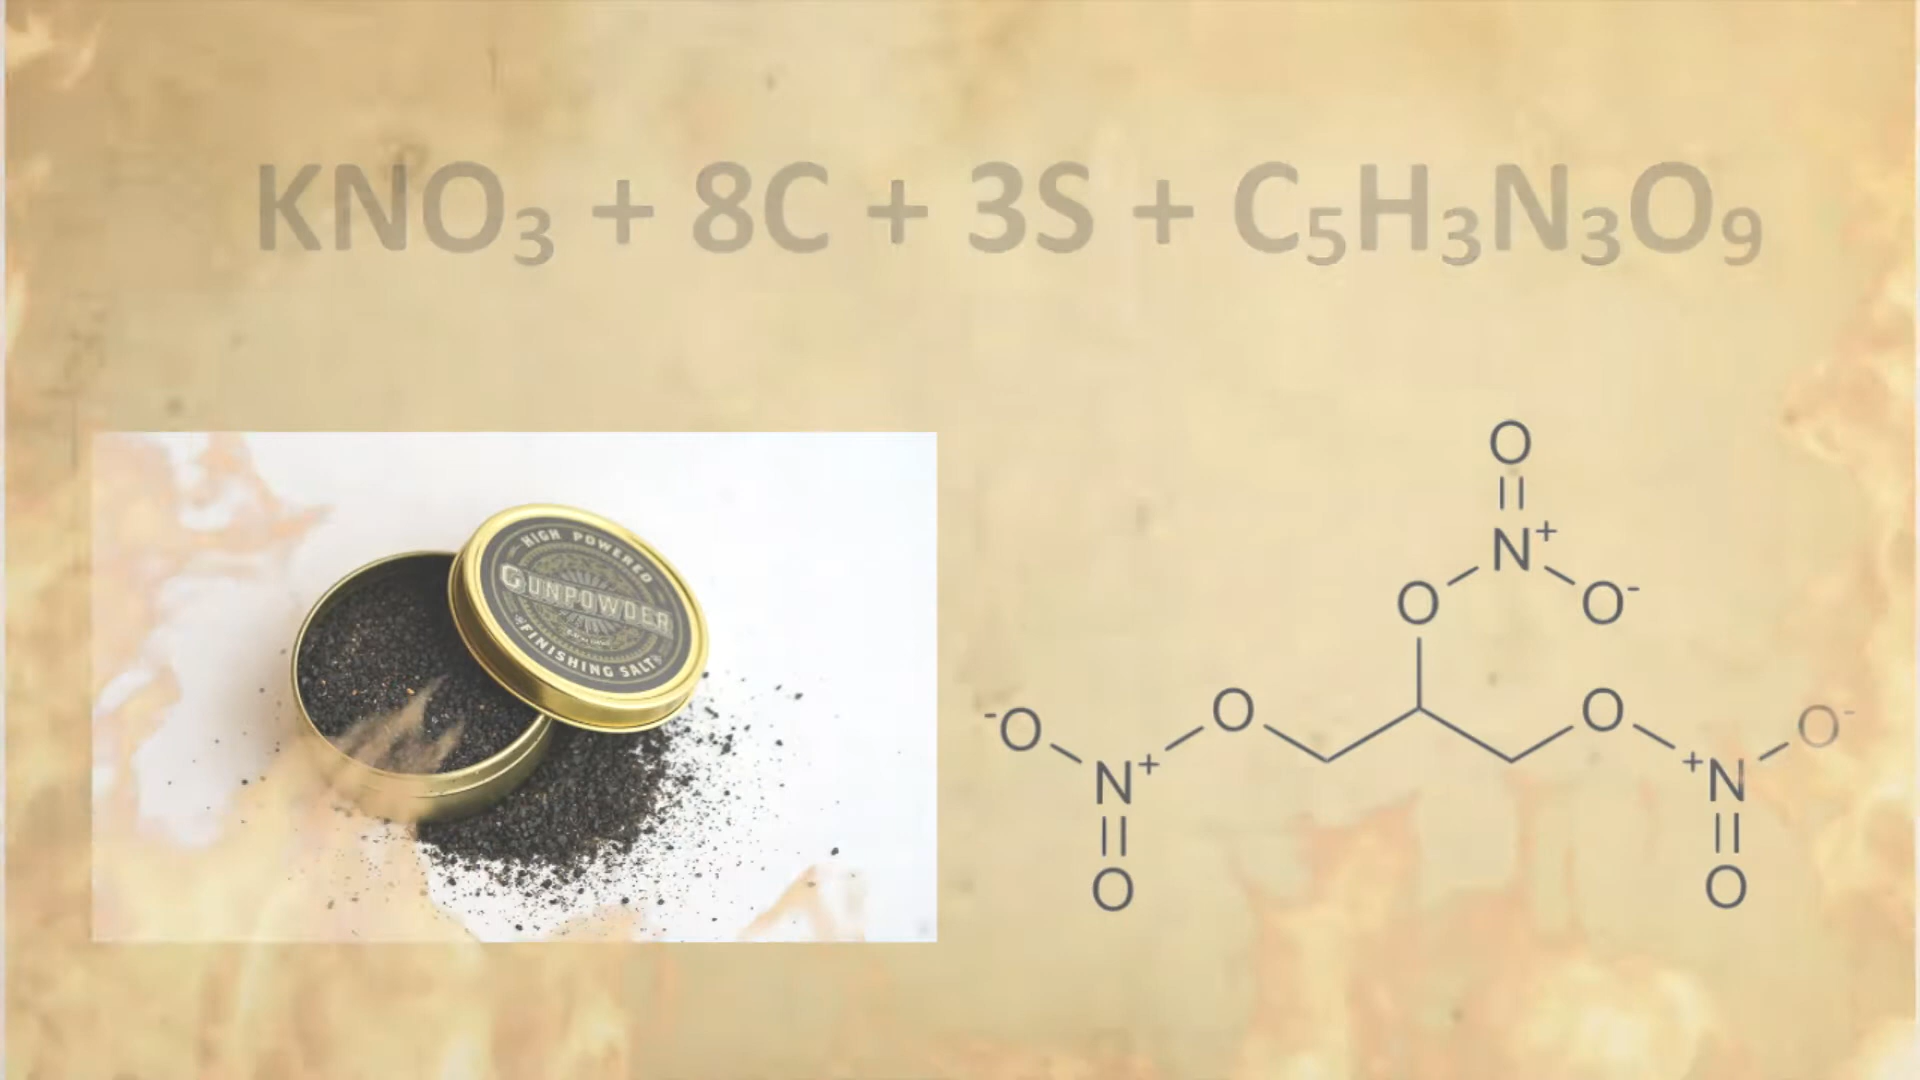 KNO₃ + 8C + 3S + C₅H₃N₃O₉
HIGH POWERED
GUNPOWDER
FINISHING SALT
O
N⁺
O
O⁻
⁻O
O
O
O⁻
N⁺
⁺N
O
O